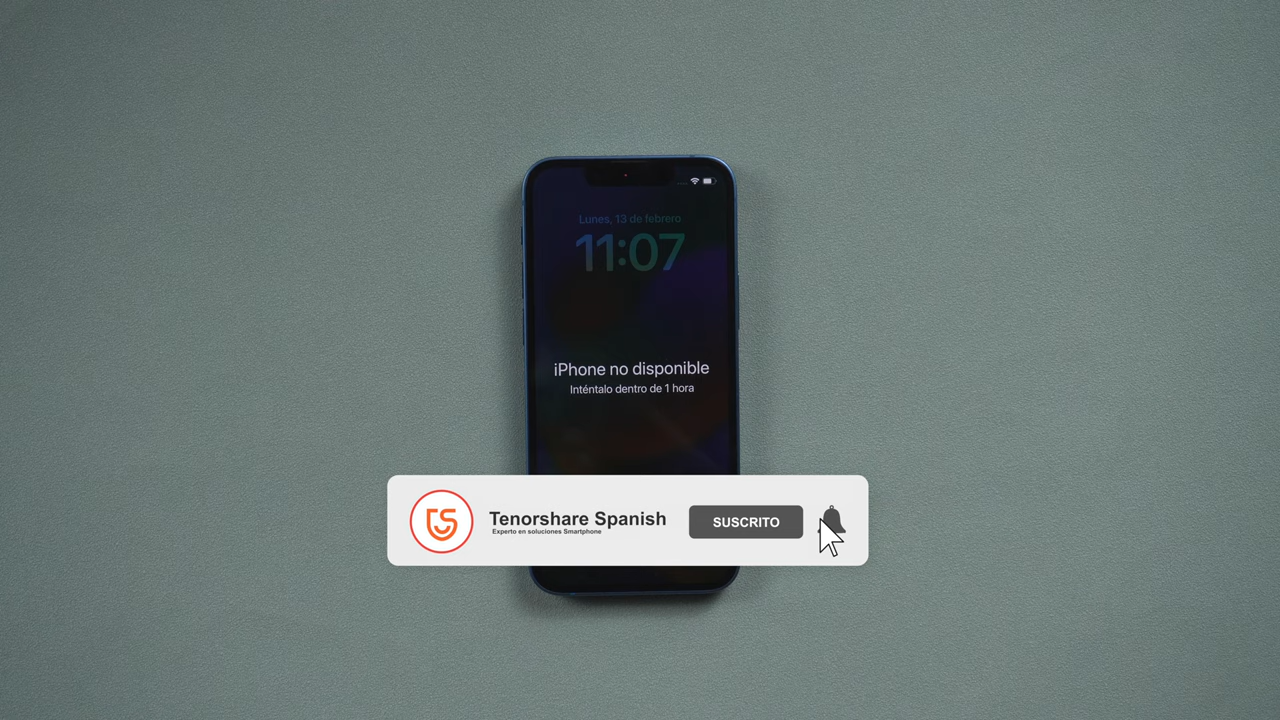 Lunes, 13 de febrero
11:07
iPhone no disponible
Inténtalo dentro de 1 hora
Tenorshare Spanish
Experto en soluciones Smartphone
SUSCRITO